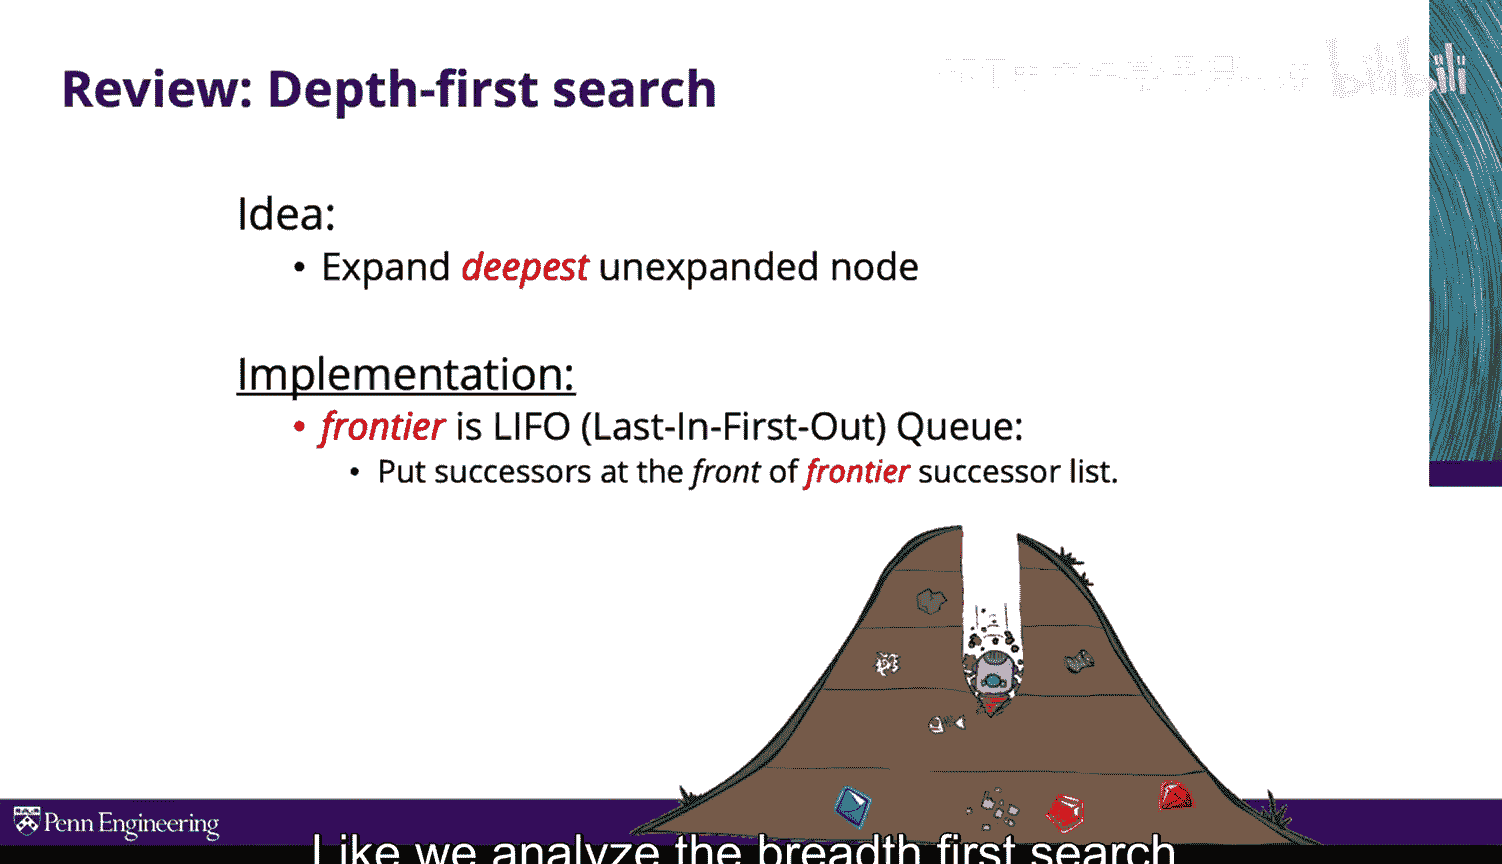 Review: Depth-first search
bilibili
Idea:
• Expand deepest unexpanded node
Implementation:
• frontier is LIFO (Last-In-First-Out) Queue:
• Put successors at the front of frontier successor list.
Penn Engineering
Like we analyze the breadth first search